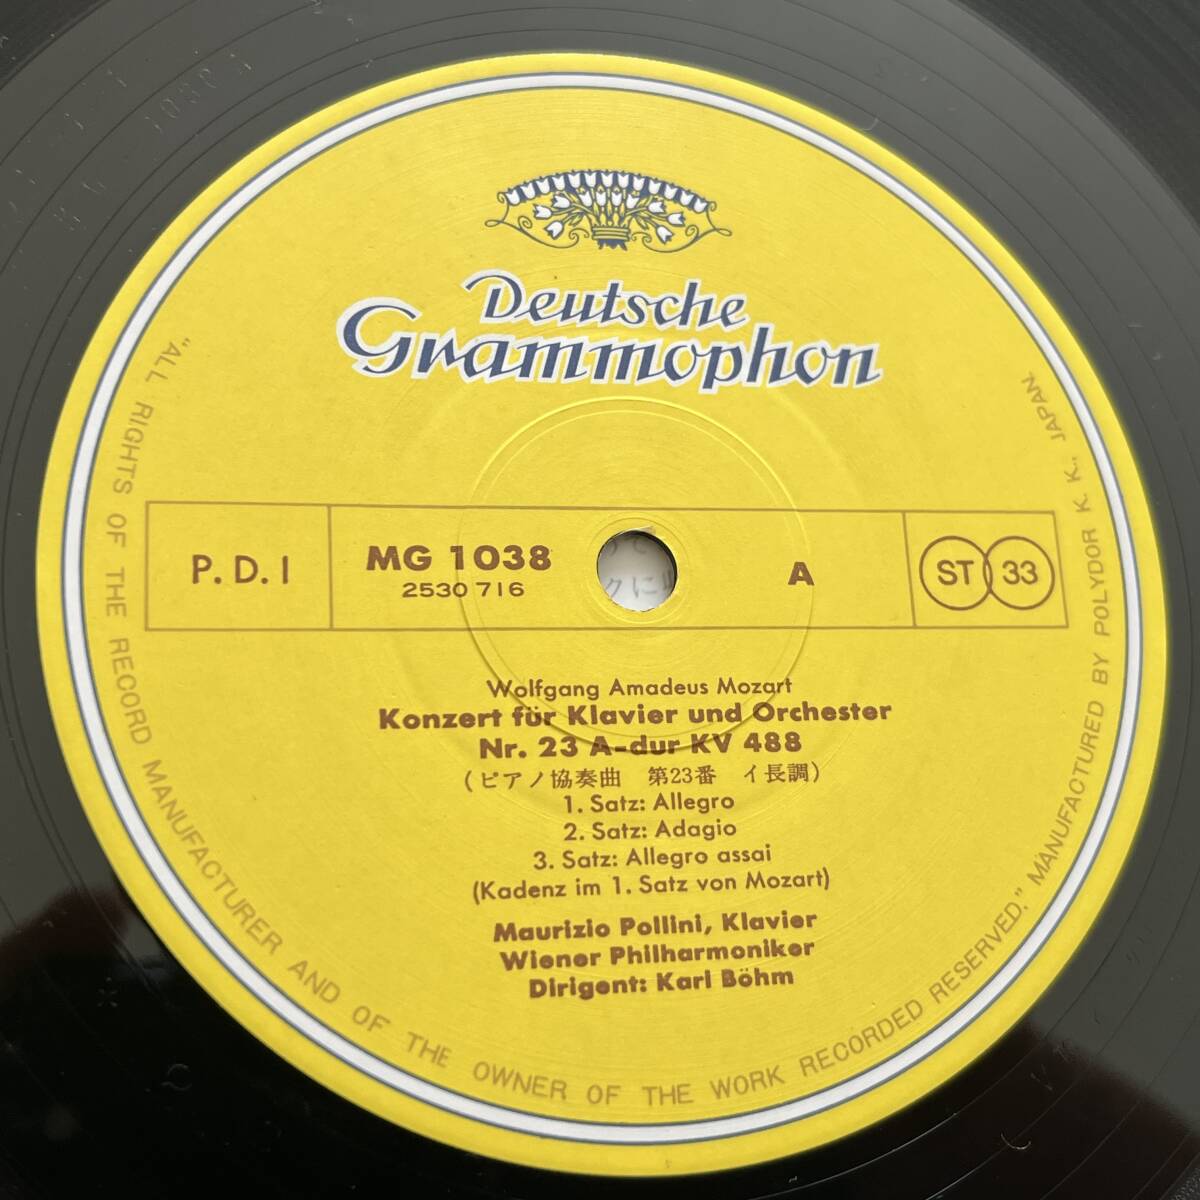 Deutsche
Grammophon
P.D.I
MG 1038
2530 716
A
ST 33
Wolfgang Amadeus Mozart
Konzert für Klavier und Orchester
Nr. 23 A-dur KV 488
(ピアノ協奏曲 第23番 イ長調)
1. Satz: Allegro
2. Satz: Adagio
3. Satz: Allegro assai
(Kadenz im 1. Satz von Mozart)
Maurizio Pollini, Klavier
Wiener Philharmoniker
Dirigent: Karl Böhm
"ALL RIGHTS OF THE RECORD MANUFACTURER AND OF THE OWNER OF THE WORK RECORDED RESERVED." MANUFACTURED BY POLYDOR K. K., JAPAN.